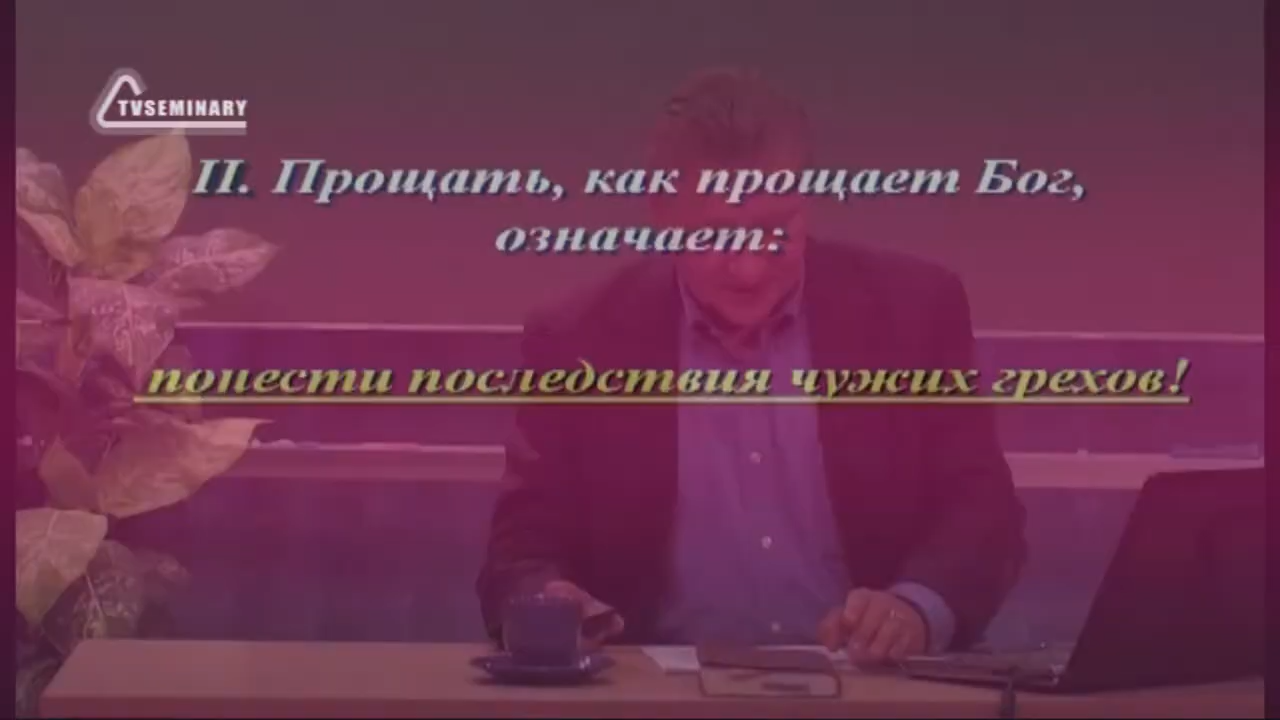 TVSEMINARY
II. Прощать, как прощает Бог,
означает:
понести последствия чужих грехов!